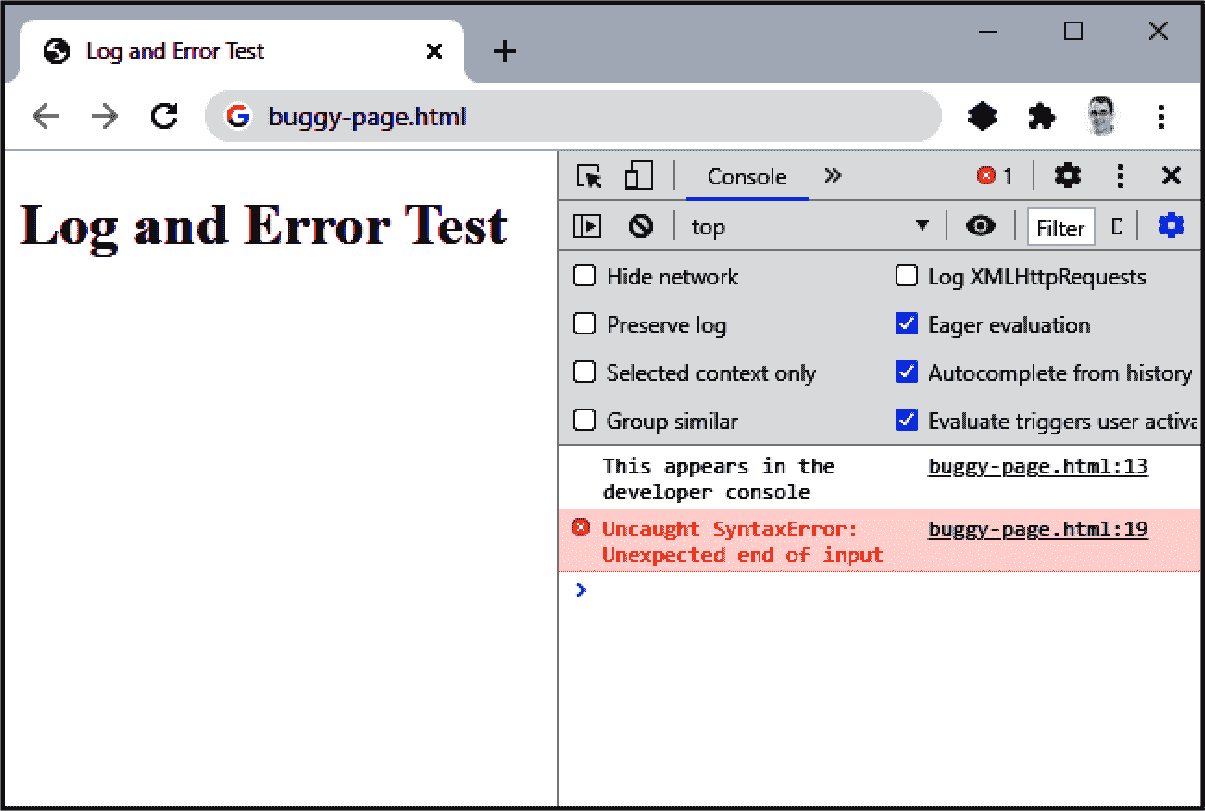 Log and Error Test
buggy-page.html
Log and Error Test
Console
1
top
Filter
Hide network
Log XMLHttpRequests
Preserve log
Eager evaluation
Selected context only
Autocomplete from history
Group similar
Evaluate triggers user activa
This appears in the buggy-page.html:13
developer console
Uncaught SyntaxError: buggy-page.html:19
Unexpected end of input